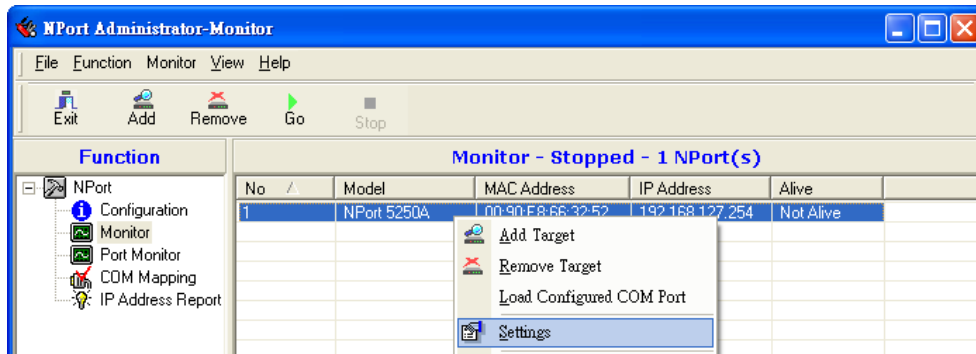 NPort Administrator-Monitor
File Function Monitor View Help
Exit Add Remove Go Stop
Function
Monitor - Stopped - 1 NPort(s)
NPort
Configuration
Monitor
Port Monitor
COM Mapping
IP Address Report
No Model MAC Address IP Address Alive
1 NPort 5250A 00:90:E8:66:32:52 192.168.127.254 Not Alive
Add Target
Remove Target
Load Configured COM Port
Settings